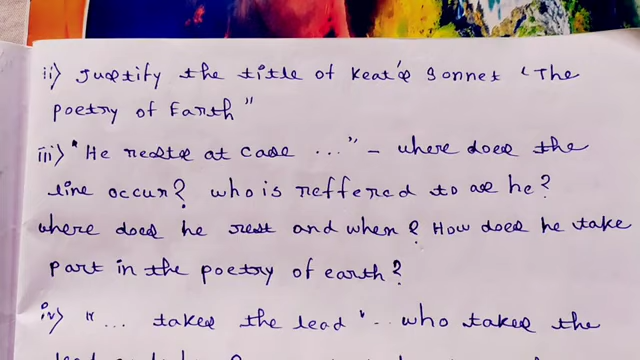 ii) Justify the title of Keat's Sonnet "The
Poetry of Earth"
iii) "He rests at case ..." - where does the
line occur? who is reffered to as he?
where does he rest and when? How does he take
part in the poetry of earth?
iv) "... takes the lead" - who takes the